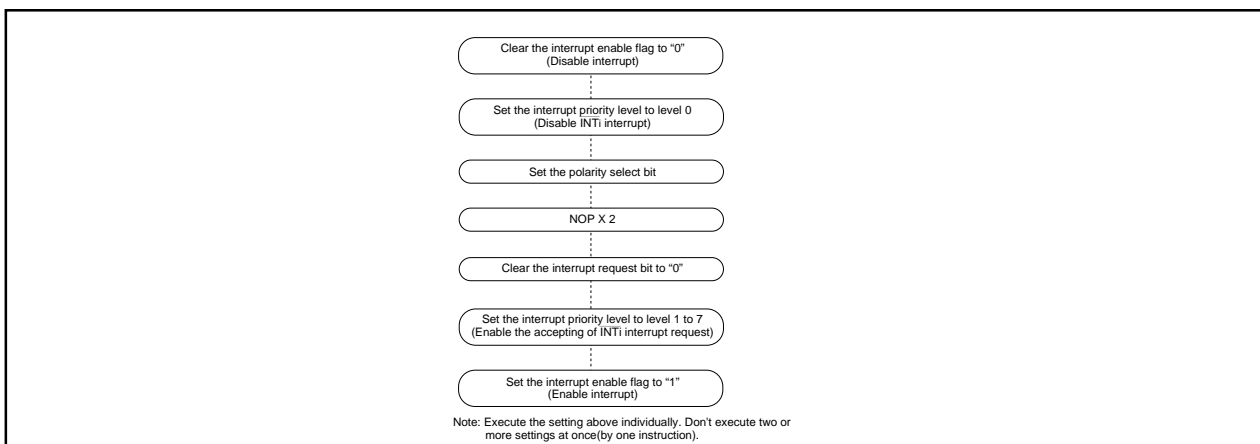 Clear the interrupt enable flag to “0”
(Disable interrupt)
Set the interrupt priority level to level 0
(Disable INTi interrupt)
Set the polarity select bit
NOP X 2
Clear the interrupt request bit to “0”
Set the interrupt priority level to level 1 to 7
(Enable the accepting of INTi interrupt request)
Set the interrupt enable flag to “1”
(Enable interrupt)
Note: Execute the setting above individually. Don’t execute two or
more settings at once(by one instruction).